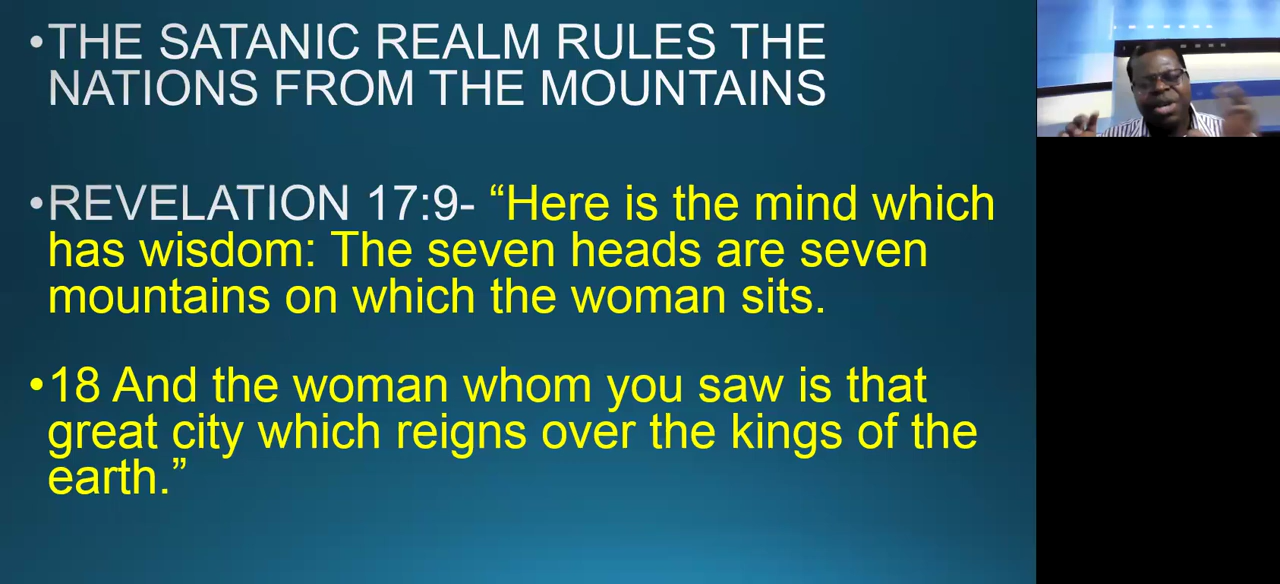 •THE SATANIC REALM RULES THE
NATIONS FROM THE MOUNTAINS
•REVELATION 17:9- “Here is the mind which
has wisdom: The seven heads are seven
mountains on which the woman sits.
•18 And the woman whom you saw is that
great city which reigns over the kings of the
earth.”